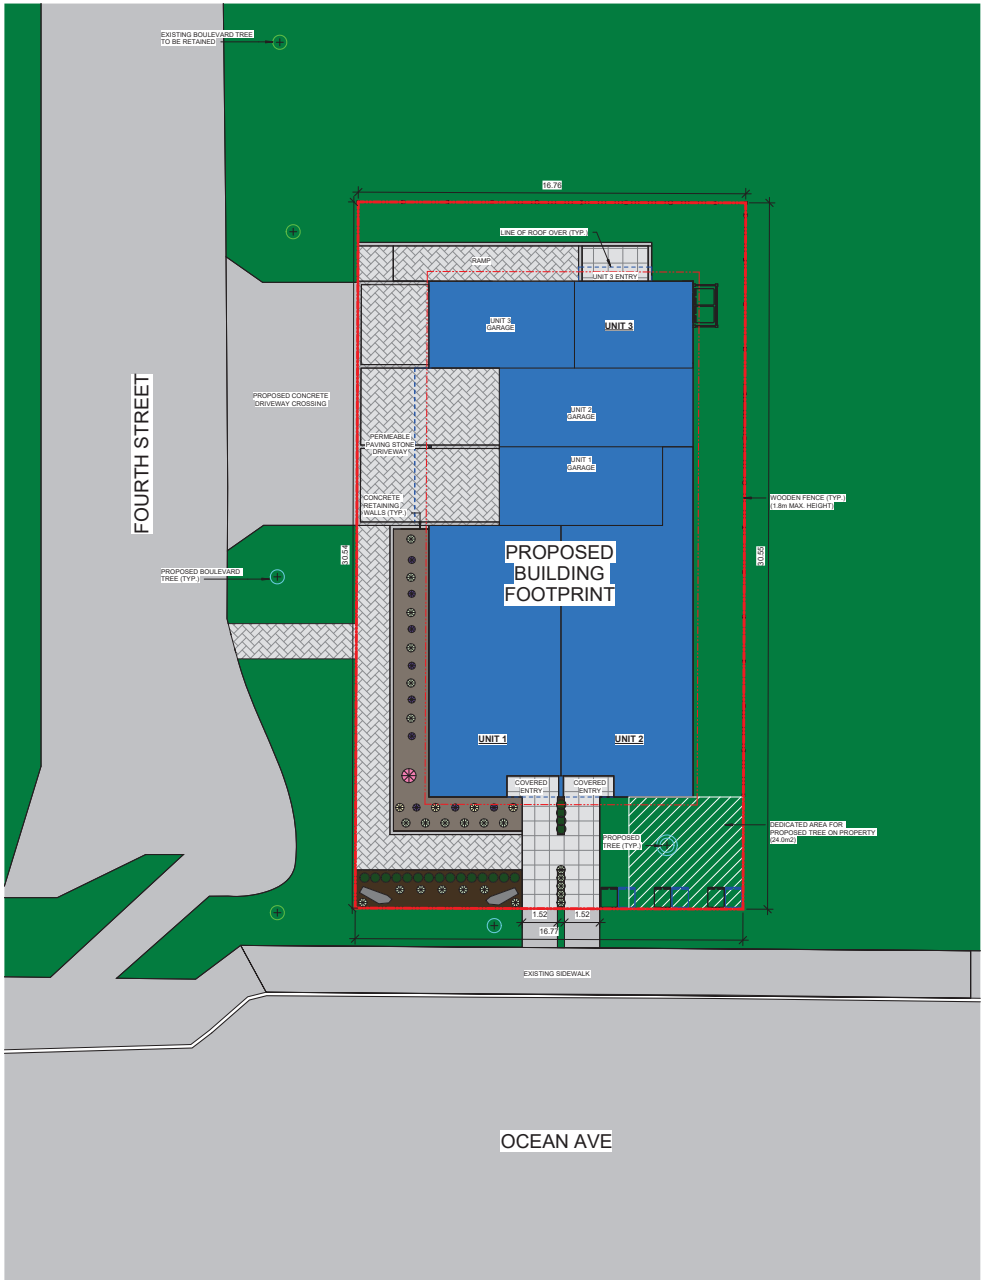 EXISTING BOULEVARD TREE
TO BE RETAINED
16.76
LINE OF ROOF OVER (TYP.)
RAMP
UNIT 3 ENTRY
UNIT 3
GARAGE
UNIT 3
FOURTH STREET
PROPOSED CONCRETE
DRIVEWAY CROSSING
UNIT 2
GARAGE
PERMEABLE
PAVING STONE
DRIVEWAY
UNIT 1
GARAGE
CONCRETE
RETAINING
WALLS (TYP.)
WOODEN FENCE (TYP.)
(1.8m MAX. HEIGHT)
30.54
30.55
PROPOSED
BUILDING
FOOTPRINT
PROPOSED BOULEVARD
TREE (TYP.)
UNIT 1
UNIT 2
COVERED
ENTRY
COVERED
ENTRY
PROPOSED
TREE (TYP.)
DEDICATED AREA FOR
PROPOSED TREE ON PROPERTY
(24.0m2)
1.52
1.52
16.77
EXISTING SIDEWALK
OCEAN AVE